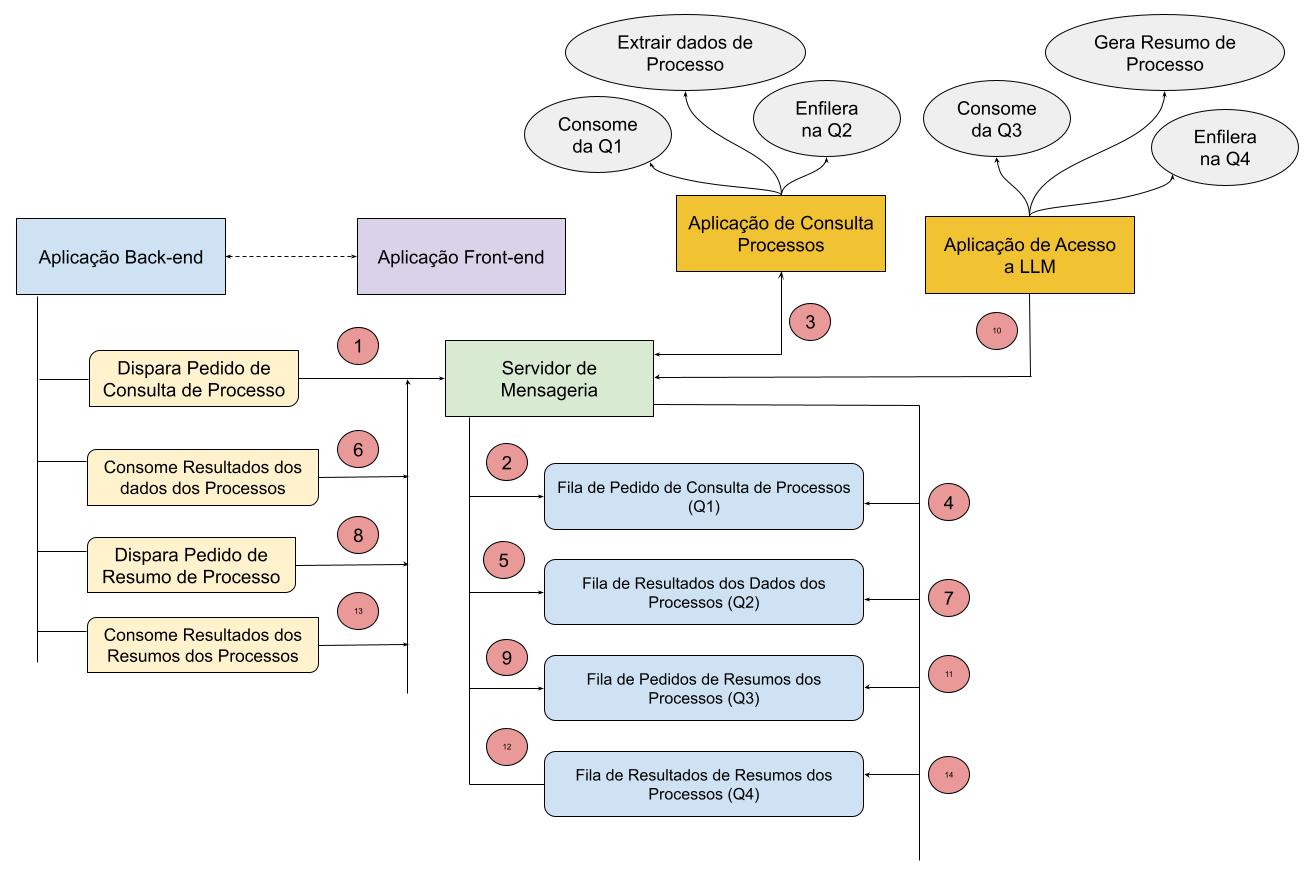 Extrair dados de
Processo
Gera Resumo de
Processo
Consome
da Q1
Enfilera
na Q2
Consome
da Q3
Enfilera
na Q4
Aplicação Back-end
Aplicação Front-end
Aplicação de Consulta
Processos
Aplicação de Acesso
a LLM
1
3
10
Dispara Pedido de
Consulta de Processo
Servidor de
Mensageria
6
Consome Resultados dos
dados dos Processos
2
Fila de Pedido de Consulta de Processos
(Q1)
4
8
Dispara Pedido de
Resumo de Processo
5
Fila de Resultados dos Dados dos
Processos (Q2)
7
13
Consome Resultados dos
Resumos dos Processos
9
Fila de Pedidos de Resumos dos
Processos (Q3)
11
12
Fila de Resultados de Resumos dos
Processos (Q4)
14